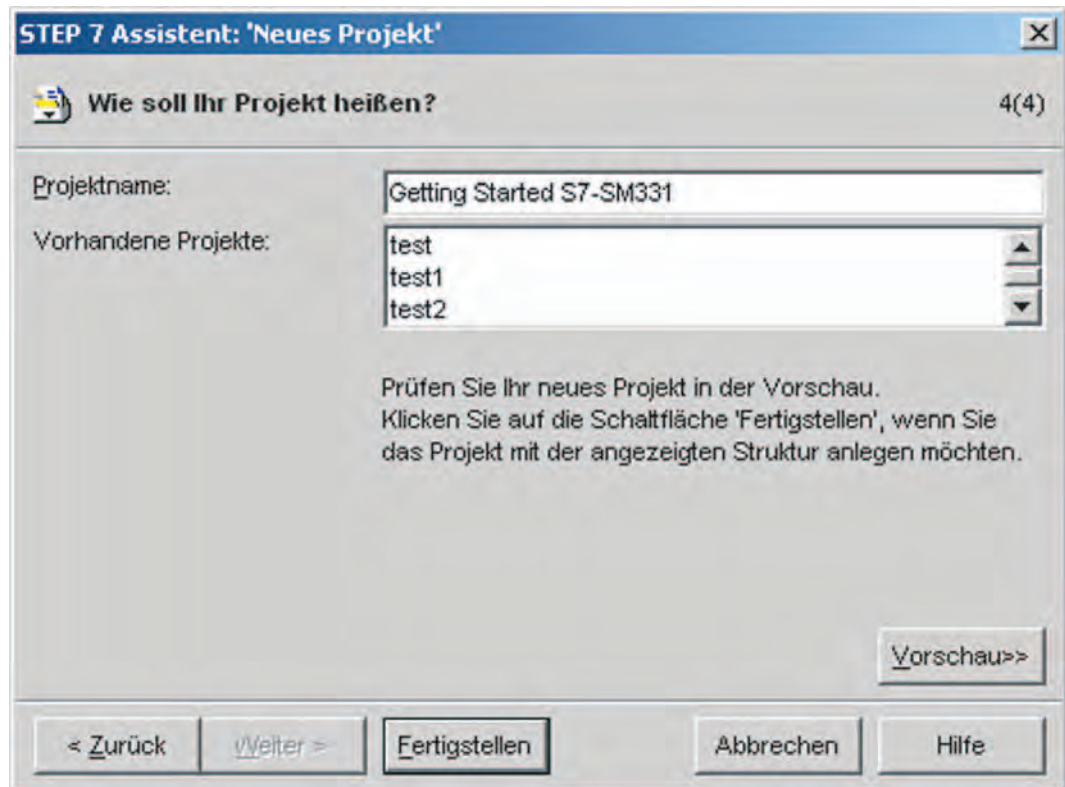 STEP 7 Assistent: 'Neues Projekt'
Wie soll Ihr Projekt heißen?
4(4)
Projektname:
Getting Started S7-SM331
Vorhandene Projekte:
test
test1
test2
Prüfen Sie Ihr neues Projekt in der Vorschau.
Klicken Sie auf die Schaltfläche 'Fertigstellen', wenn Sie
das Projekt mit der angezeigten Struktur anlegen möchten.
Vorschau>>
< Zurück
Weiter >
Fertigstellen
Abbrechen
Hilfe